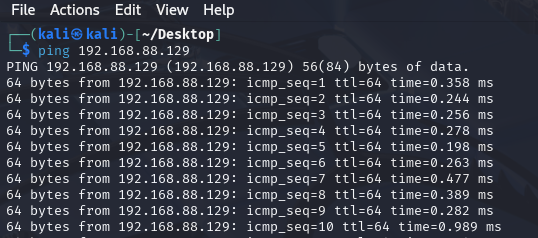 File Actions Edit View Help
┌──(kali㉿kali)-[~/Desktop]
└─$ ping 192.168.88.129
PING 192.168.88.129 (192.168.88.129) 56(84) bytes of data.
64 bytes from 192.168.88.129: icmp_seq=1 ttl=64 time=0.358 ms
64 bytes from 192.168.88.129: icmp_seq=2 ttl=64 time=0.244 ms
64 bytes from 192.168.88.129: icmp_seq=3 ttl=64 time=0.256 ms
64 bytes from 192.168.88.129: icmp_seq=4 ttl=64 time=0.278 ms
64 bytes from 192.168.88.129: icmp_seq=5 ttl=64 time=0.198 ms
64 bytes from 192.168.88.129: icmp_seq=6 ttl=64 time=0.263 ms
64 bytes from 192.168.88.129: icmp_seq=7 ttl=64 time=0.477 ms
64 bytes from 192.168.88.129: icmp_seq=8 ttl=64 time=0.389 ms
64 bytes from 192.168.88.129: icmp_seq=9 ttl=64 time=0.282 ms
64 bytes from 192.168.88.129: icmp_seq=10 ttl=64 time=0.989 ms